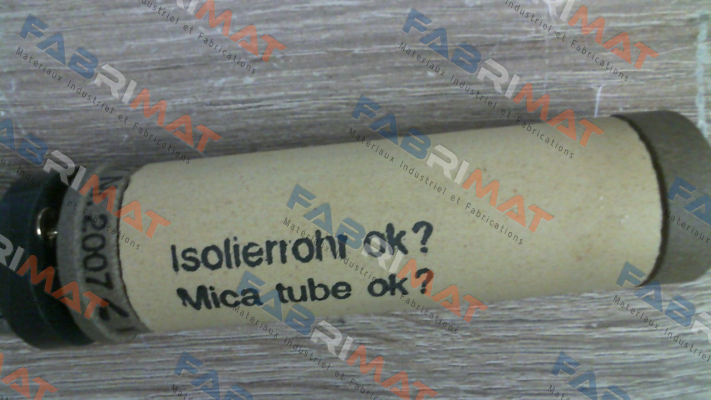 Isolierrohr ok?
Mica tube ok?
2007
FABRIMAT
Materiaux Industriel et Fabrications